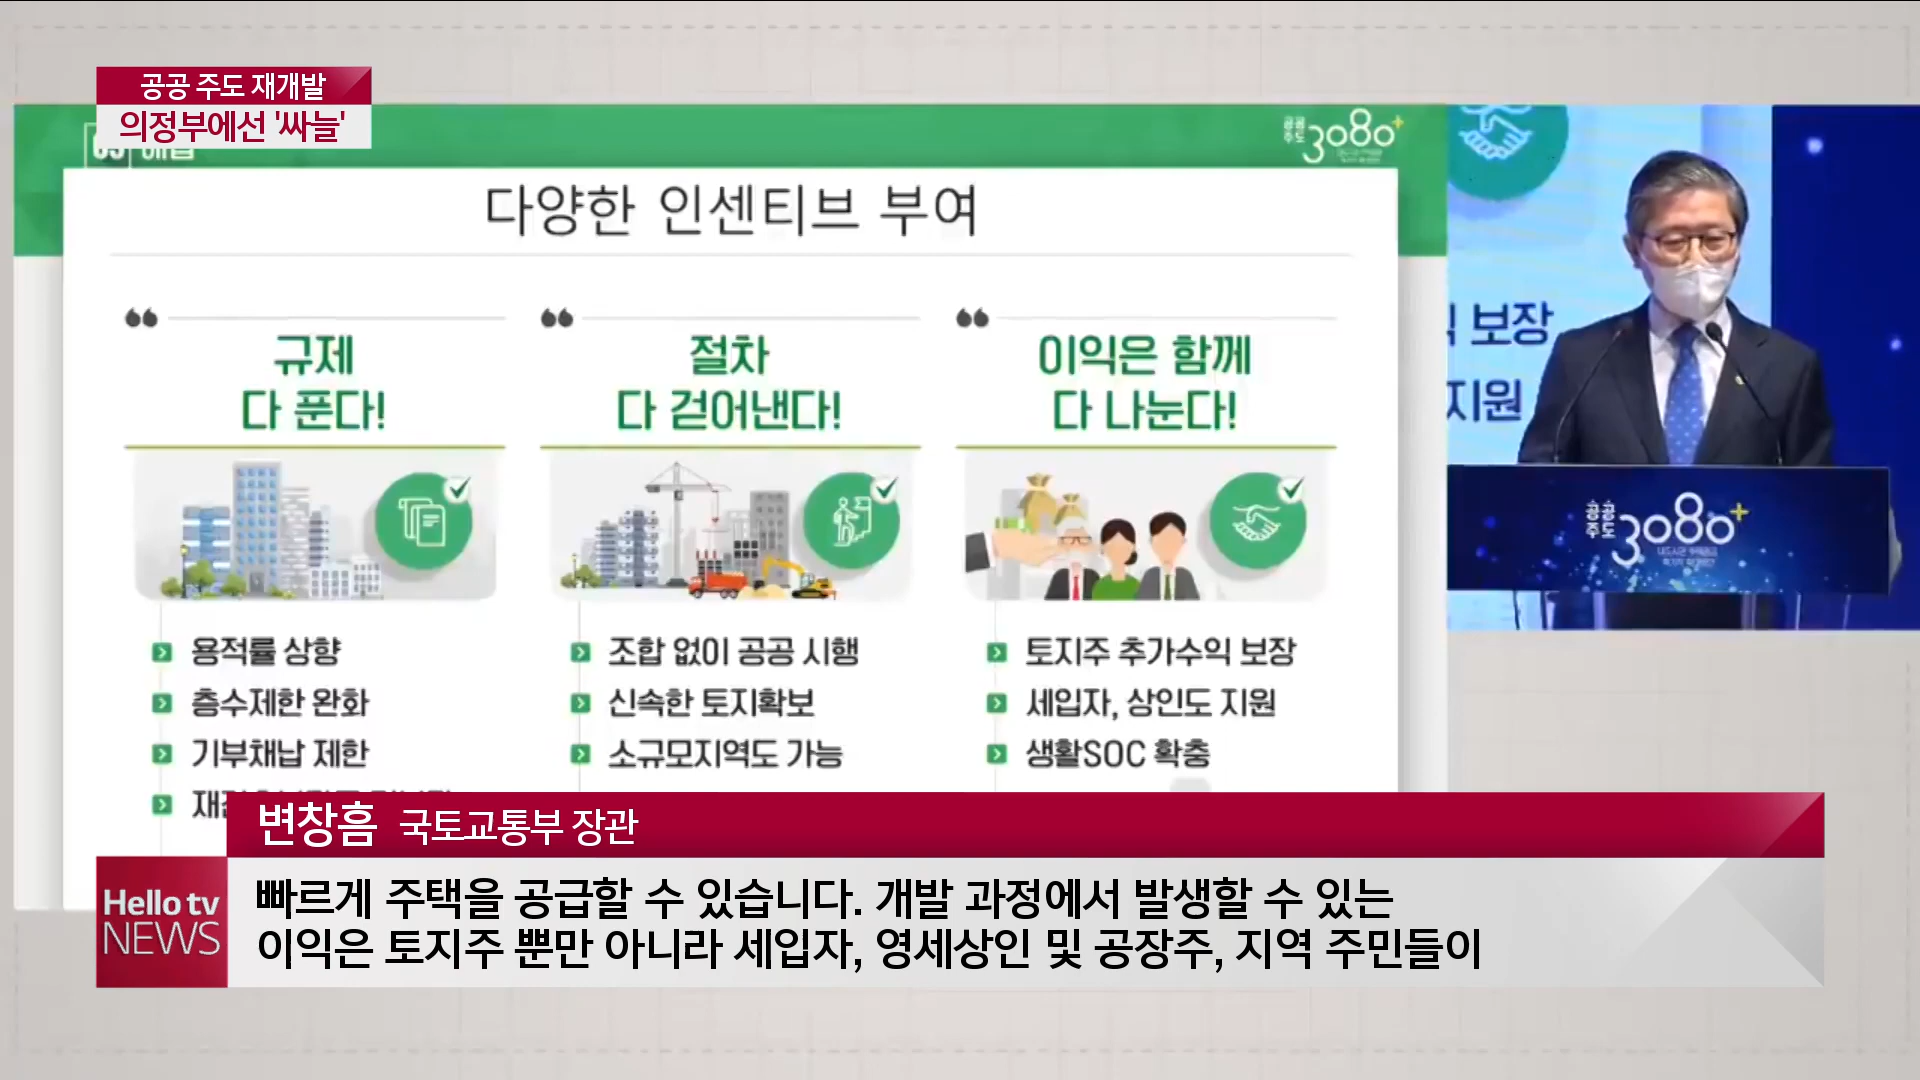 공공 주도 재개발
의정부에선 '싸늘'
공공
주도 3080+
다양한 인센티브 부여
규제
다 푼다!
절차
다 걷어낸다!
이익은 함께
다 나눈다!
용적률 상향
층수제한 완화
기부채납 제한
조합 없이 공공 시행
신속한 토지확보
소규모지역도 가능
토지주 추가수익 보장
세입자, 상인도 지원
생활SOC 확충
보장
지원
공공
주도 3080+
변창흠 국토교통부 장관
Hello tv
NEWS
빠르게 주택을 공급할 수 있습니다. 개발 과정에서 발생할 수 있는
이익은 토지주 뿐만 아니라 세입자, 영세상인 및 공장주, 지역 주민들이